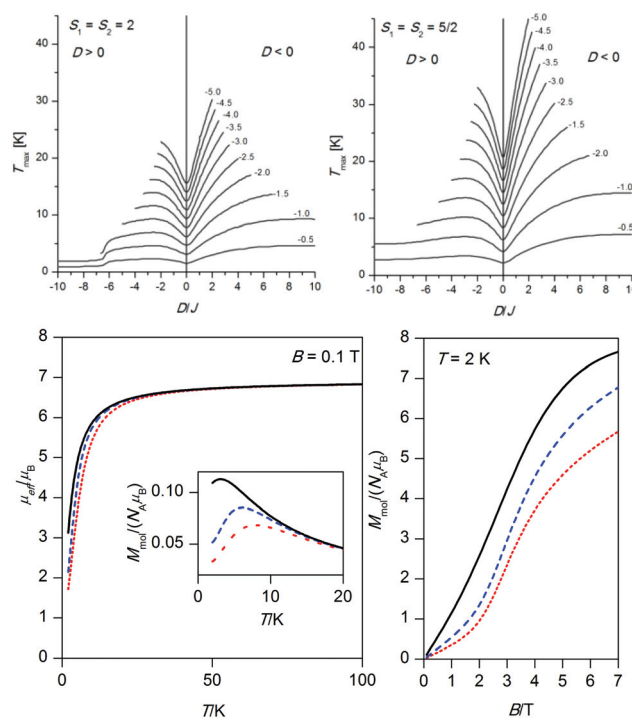 S₁ = S₂ = 2
D > 0
D < 0
-5.0
-4.5
-4.0
-3.5
-3.0
-2.5
-2.0
-1.5
-1.0
-0.5
40
30
20
10
0
Tmax [K]
-10 -8 -6 -4 -2 0 2 4 6 8 10
D/J
S₁ = S₂ = 5/2
D > 0
D < 0
-5.0
-4.5
-4.0
-3.5
-3.0
-2.5
-2.0
-1.5
-1.0
-0.5
40
30
20
10
0
Tmax [K]
-10 -8 -6 -4 -2 0 2 4 6 8 10
D/J
B = 0.1 T
8
7
6
5
4
3
2
1
0
μeff/μB
0 50 100
T/K
0.10
0.05
Mmol/(NAμB)
0 10 20
T/K
T = 2 K
8
7
6
5
4
3
2
1
0
Mmol/(NAμB)
0 1 2 3 4 5 6 7
B/T